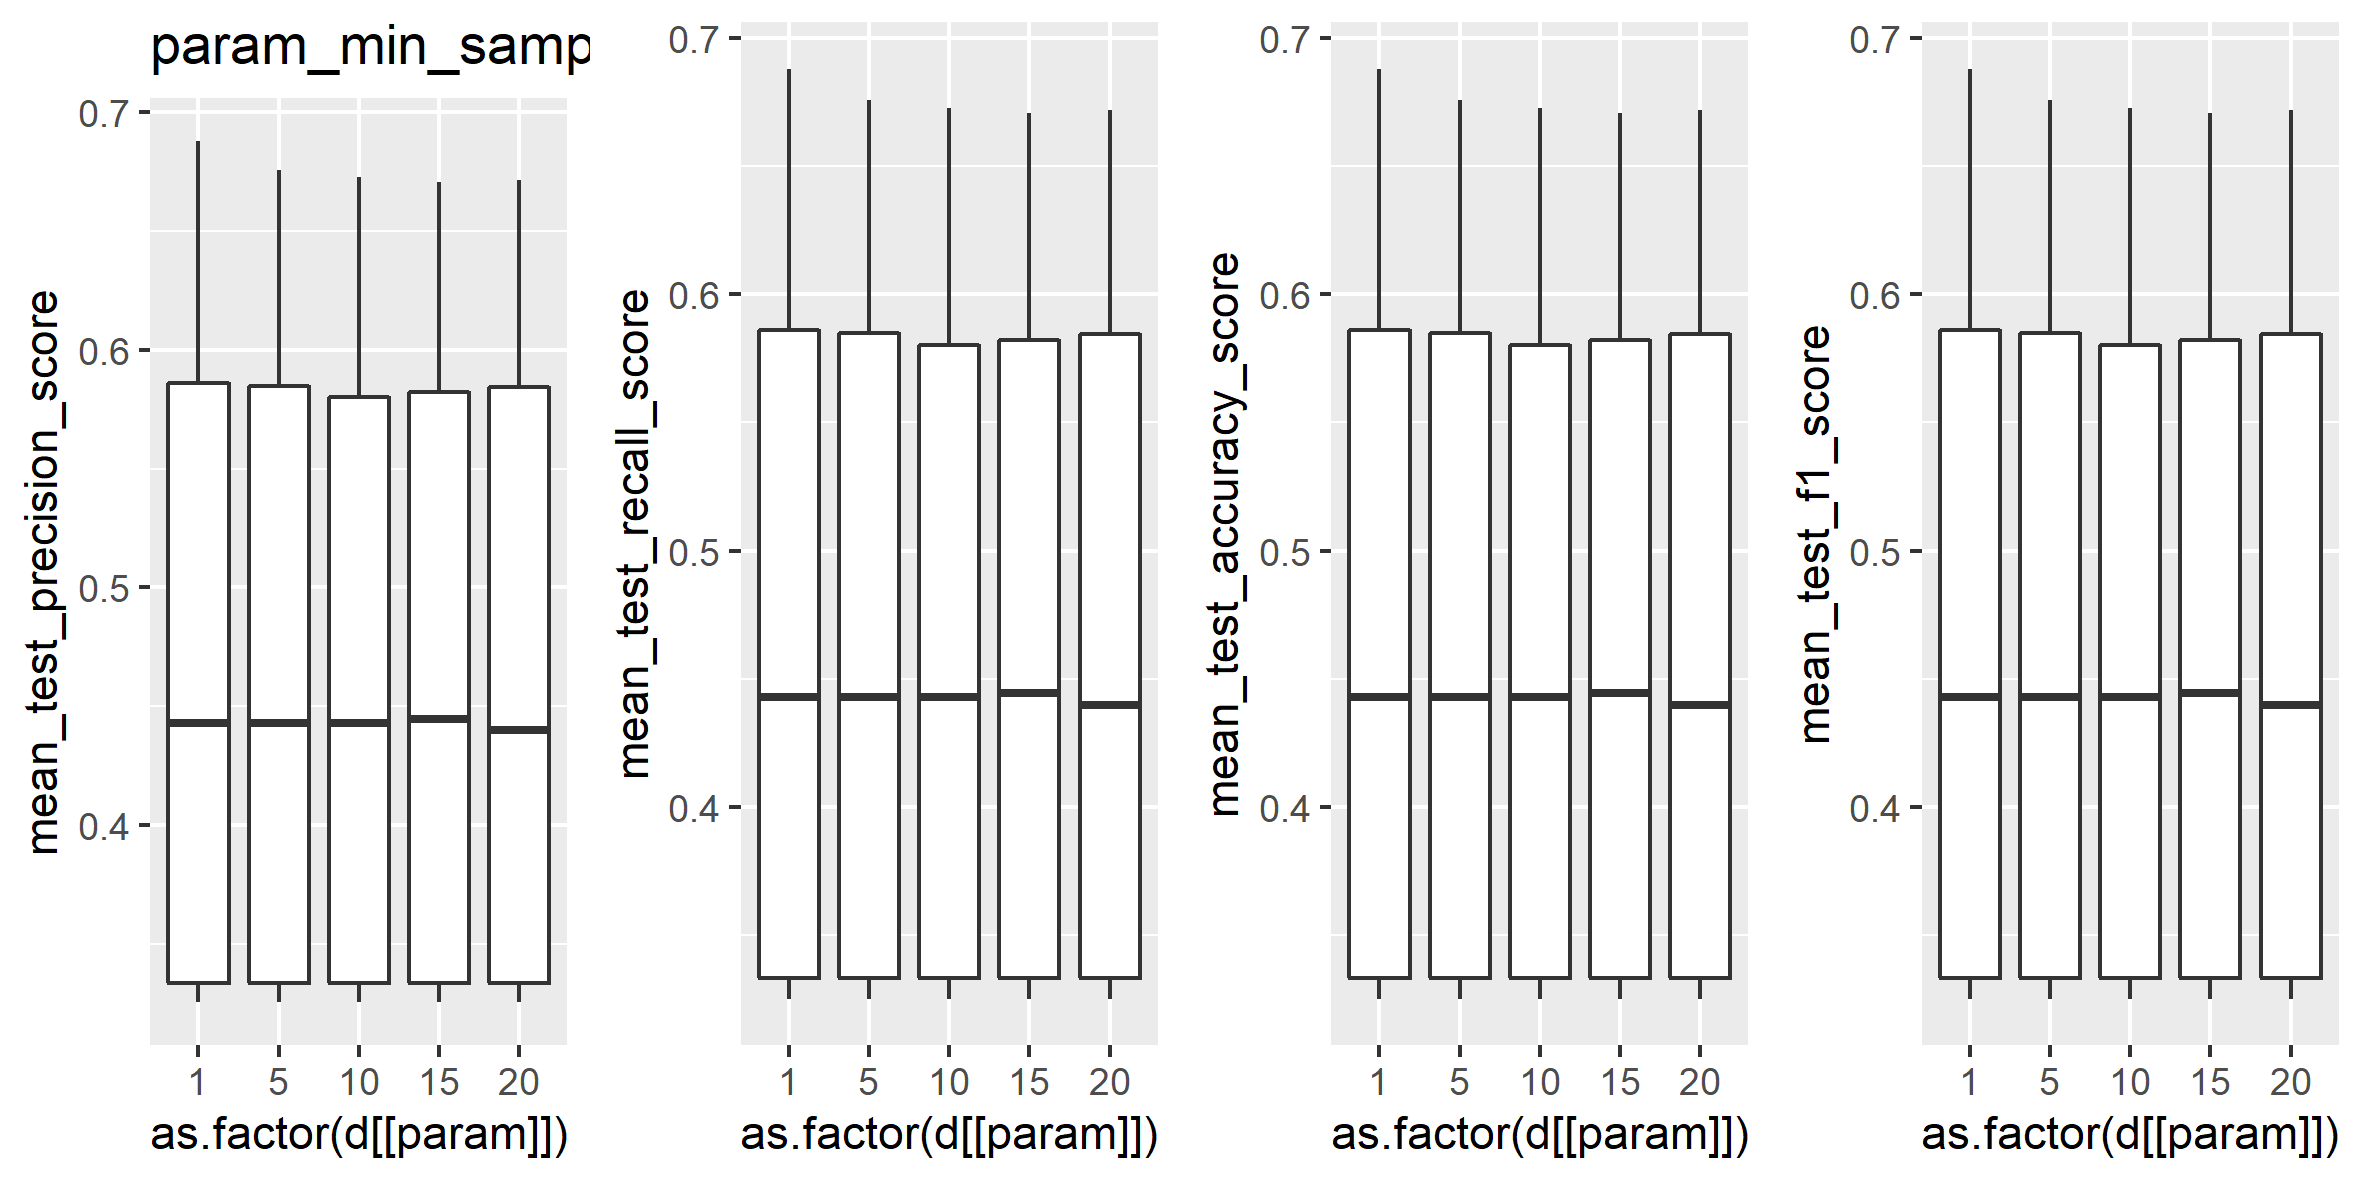 param_min_samp
mean_test_precision_score
0.7
0.6
0.5
0.4
1 5 10 15 20
as.factor(d[[param]])
mean_test_recall_score
0.7
0.6
0.5
0.4
1 5 10 15 20
as.factor(d[[param]])
mean_test_accuracy_score
0.7
0.6
0.5
0.4
1 5 10 15 20
as.factor(d[[param]])
mean_test_f1_score
0.7
0.6
0.5
0.4
1 5 10 15 20
as.factor(d[[param]])